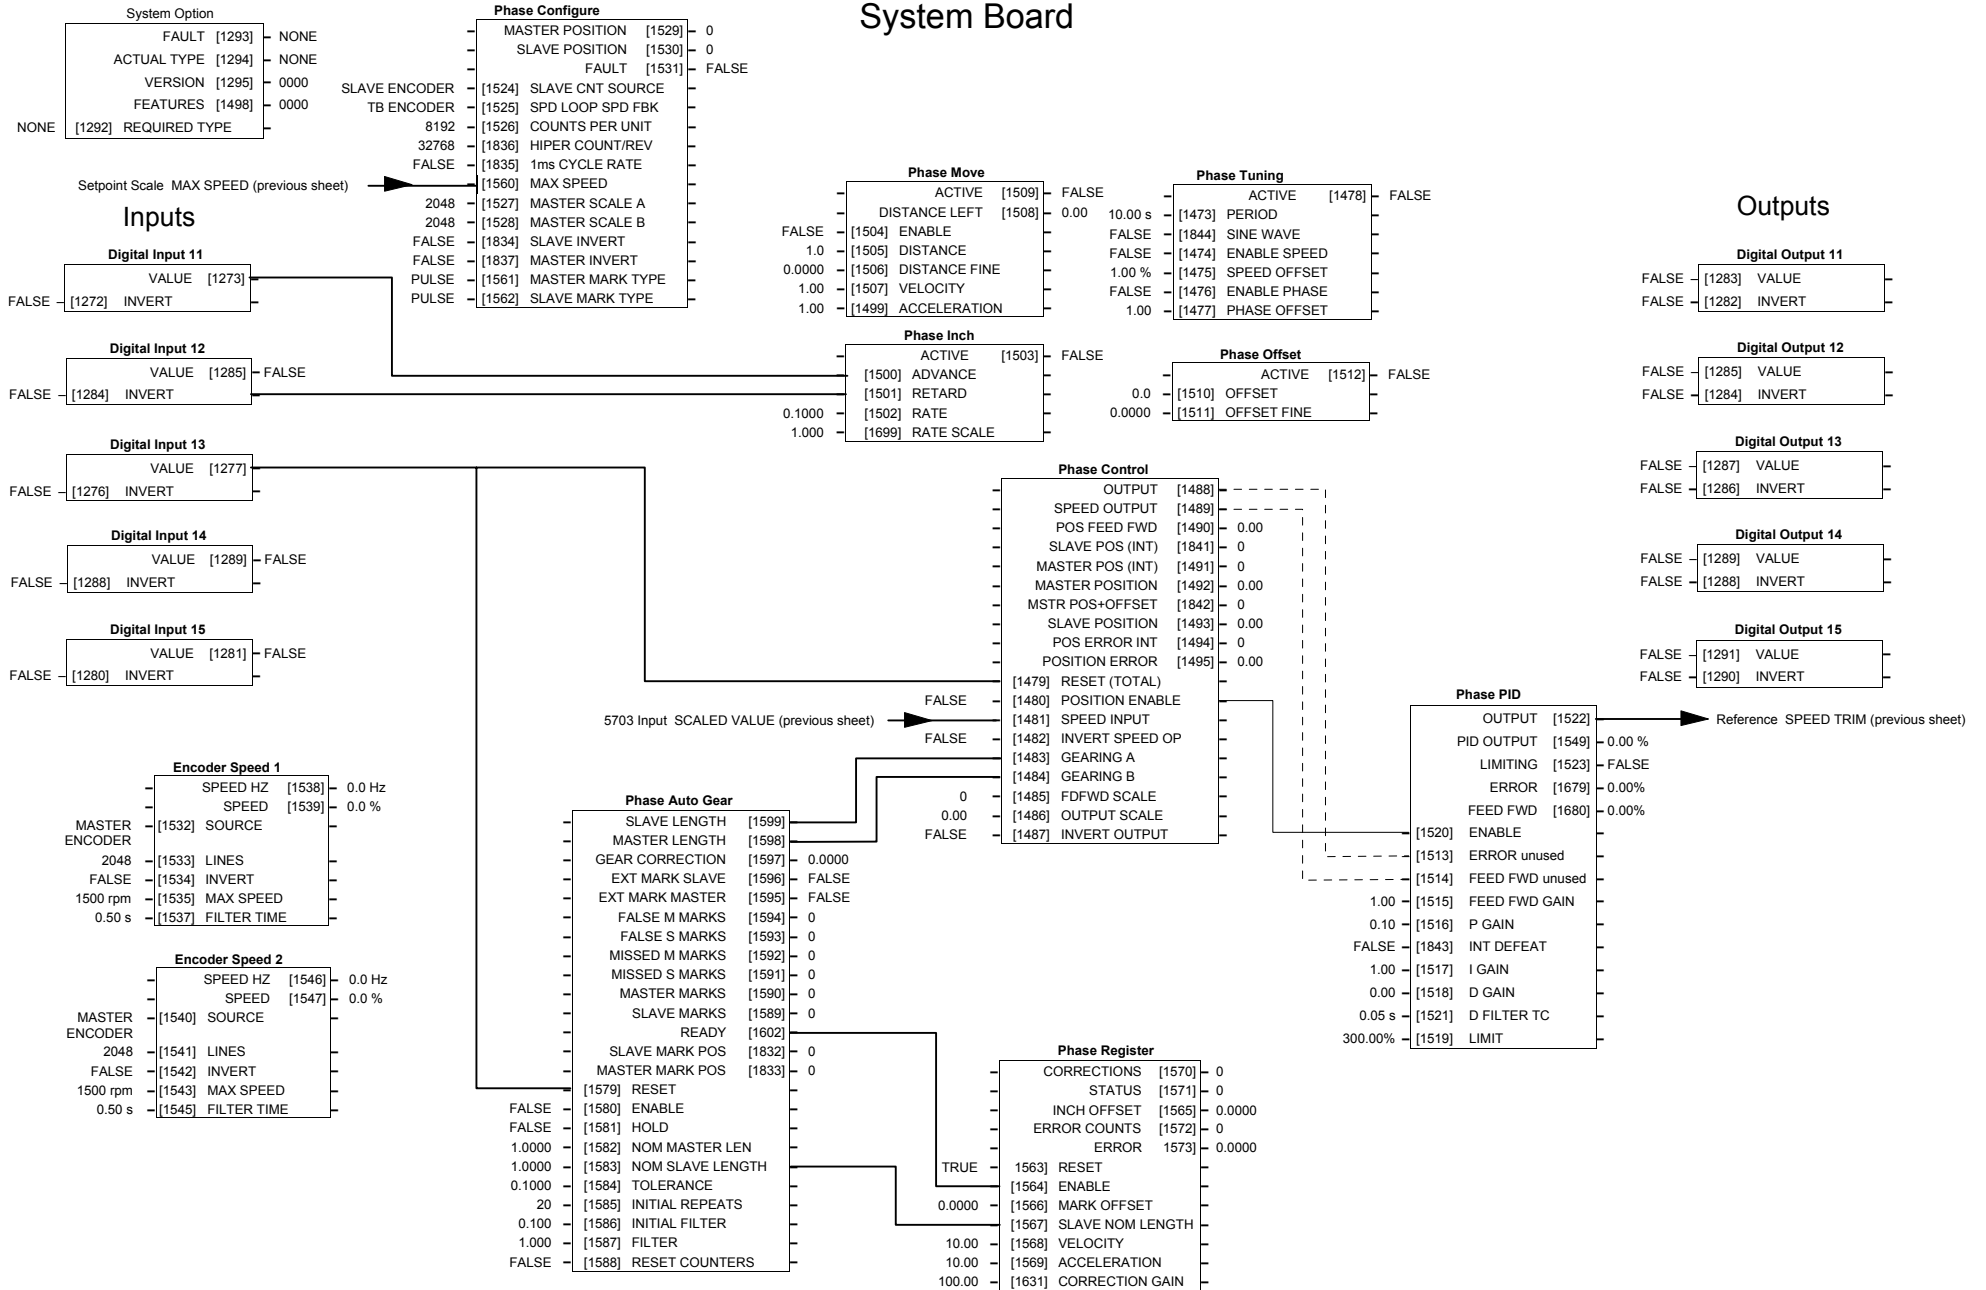 System Board
System Option
FAULT [1293] NONE
ACTUAL TYPE [1294] NONE
VERSION [1295] 0000
FEATURES [1498] 0000
NONE [1292] REQUIRED TYPE
Phase Configure
MASTER POSITION [1529] 0
SLAVE POSITION [1530] 0
FAULT [1531] FALSE
SLAVE ENCODER [1524] SLAVE CNT SOURCE
TB ENCODER [1525] SPD LOOP SPD FBK
8192 [1526] COUNTS PER UNIT
32768 [1836] HIPER COUNT/REV
FALSE [1835] 1ms CYCLE RATE
Setpoint Scale MAX SPEED (previous sheet) [1560] MAX SPEED
2048 [1527] MASTER SCALE A
2048 [1528] MASTER SCALE B
FALSE [1834] SLAVE INVERT
FALSE [1837] MASTER INVERT
PULSE [1561] MASTER MARK TYPE
PULSE [1562] SLAVE MARK TYPE
Inputs
Digital Input 11
VALUE [1273]
FALSE [1272] INVERT
Digital Input 12
VALUE [1285] FALSE
FALSE [1284] INVERT
Digital Input 13
VALUE [1277]
FALSE [1276] INVERT
Digital Input 14
VALUE [1289] FALSE
FALSE [1288] INVERT
Digital Input 15
VALUE [1281] FALSE
FALSE [1280] INVERT
Phase Move
ACTIVE [1509] FALSE
DISTANCE LEFT [1508] 0.00
FALSE [1504] ENABLE
1.0 [1505] DISTANCE
0.0000 [1506] DISTANCE FINE
1.00 [1507] VELOCITY
1.00 [1499] ACCELERATION
Phase Tuning
ACTIVE [1478] FALSE
10.00 s [1473] PERIOD
FALSE [1844] SINE WAVE
FALSE [1474] ENABLE SPEED
1.00 % [1475] SPEED OFFSET
FALSE [1476] ENABLE PHASE
1.00 [1477] PHASE OFFSET
Phase Inch
ACTIVE [1503] FALSE
[1500] ADVANCE
[1501] RETARD
0.1000 [1502] RATE
1.000 [1699] RATE SCALE
Phase Offset
ACTIVE [1512] FALSE
0.0 [1510] OFFSET
0.0000 [1511] OFFSET FINE
Outputs
Digital Output 11
FALSE [1283] VALUE
FALSE [1282] INVERT
Digital Output 12
FALSE [1285] VALUE
FALSE [1284] INVERT
Digital Output 13
FALSE [1287] VALUE
FALSE [1286] INVERT
Digital Output 14
FALSE [1289] VALUE
FALSE [1288] INVERT
Digital Output 15
FALSE [1291] VALUE
FALSE [1290] INVERT
Phase Control
OUTPUT [1488]
SPEED OUTPUT [1489]
POS FEED FWD [1490] 0.00
SLAVE POS (INT) [1841] 0
MASTER POS (INT) [1491] 0
MASTER POSITION [1492] 0.00
MSTR POS+OFFSET [1842] 0
SLAVE POSITION [1493] 0.00
POS ERROR INT [1494] 0
POSITION ERROR [1495] 0.00
[1479] RESET (TOTAL)
FALSE [1480] POSITION ENABLE
5703 Input SCALED VALUE (previous sheet) [1481] SPEED INPUT
FALSE [1482] INVERT SPEED OP
[1483] GEARING A
[1484] GEARING B
0 [1485] FDFWD SCALE
0.00 [1486] OUTPUT SCALE
FALSE [1487] INVERT OUTPUT
Phase PID
OUTPUT [1522] Reference SPEED TRIM (previous sheet)
PID OUTPUT [1549] 0.00 %
LIMITING [1523] FALSE
ERROR [1679] 0.00%
FEED FWD [1680] 0.00%
[1520] ENABLE
[1513] ERROR unused
[1514] FEED FWD unused
1.00 [1515] FEED FWD GAIN
0.10 [1516] P GAIN
FALSE [1843] INT DEFEAT
1.00 [1517] I GAIN
0.00 [1518] D GAIN
0.05 s [1521] D FILTER TC
300.00% [1519] LIMIT
Encoder Speed 1
SPEED HZ [1538] 0.0 Hz
SPEED [1539] 0.0 %
MASTER ENCODER [1532] SOURCE
2048 [1533] LINES
FALSE [1534] INVERT
1500 rpm [1535] MAX SPEED
0.50 s [1537] FILTER TIME
Encoder Speed 2
SPEED HZ [1546] 0.0 Hz
SPEED [1547] 0.0 %
MASTER ENCODER [1540] SOURCE
2048 [1541] LINES
FALSE [1542] INVERT
1500 rpm [1543] MAX SPEED
0.50 s [1545] FILTER TIME
Phase Auto Gear
SLAVE LENGTH [1599]
MASTER LENGTH [1598]
GEAR CORRECTION [1597] 0.0000
EXT MARK SLAVE [1596] FALSE
EXT MARK MASTER [1595] FALSE
FALSE M MARKS [1594] 0
FALSE S MARKS [1593] 0
MISSED M MARKS [1592] 0
MISSED S MARKS [1591] 0
MASTER MARKS [1590] 0
SLAVE MARKS [1589] 0
READY [1602]
SLAVE MARK POS [1832] 0
MASTER MARK POS [1833] 0
[1579] RESET
FALSE [1580] ENABLE
FALSE [1581] HOLD
1.0000 [1582] NOM MASTER LEN
1.0000 [1583] NOM SLAVE LENGTH
0.1000 [1584] TOLERANCE
20 [1585] INITIAL REPEATS
0.100 [1586] INITIAL FILTER
1.000 [1587] FILTER
FALSE [1588] RESET COUNTERS
Phase Register
CORRECTIONS [1570] 0
STATUS [1571] 0
INCH OFFSET [1565] 0.0000
ERROR COUNTS [1572] 0
ERROR 1573] 0.0000
TRUE 1563] RESET
[1564] ENABLE
0.0000 [1566] MARK OFFSET
[1567] SLAVE NOM LENGTH
10.00 [1568] VELOCITY
10.00 [1569] ACCELERATION
100.00 [1631] CORRECTION GAIN